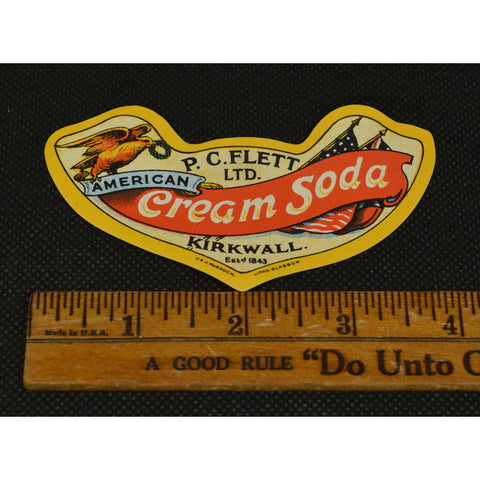 P. C. FLETT
LTD.
AMERICAN
Cream Soda
KIRKWALL.
Estd 1843
J. & J. MURDOCH, LITHO GLASGOW.
1 2 3 4
Made in U.S.A.
A GOOD RULE "Do Unto O